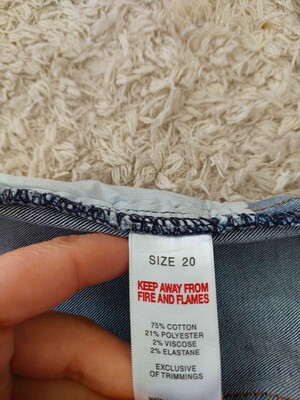 SIZE 20
KEEP AWAY FROM
FIRE AND FLAMES
75% COTTON
21% POLYESTER
2% VISCOSE
2% ELASTANE
EXCLUSIVE
OF TRIMMINGS